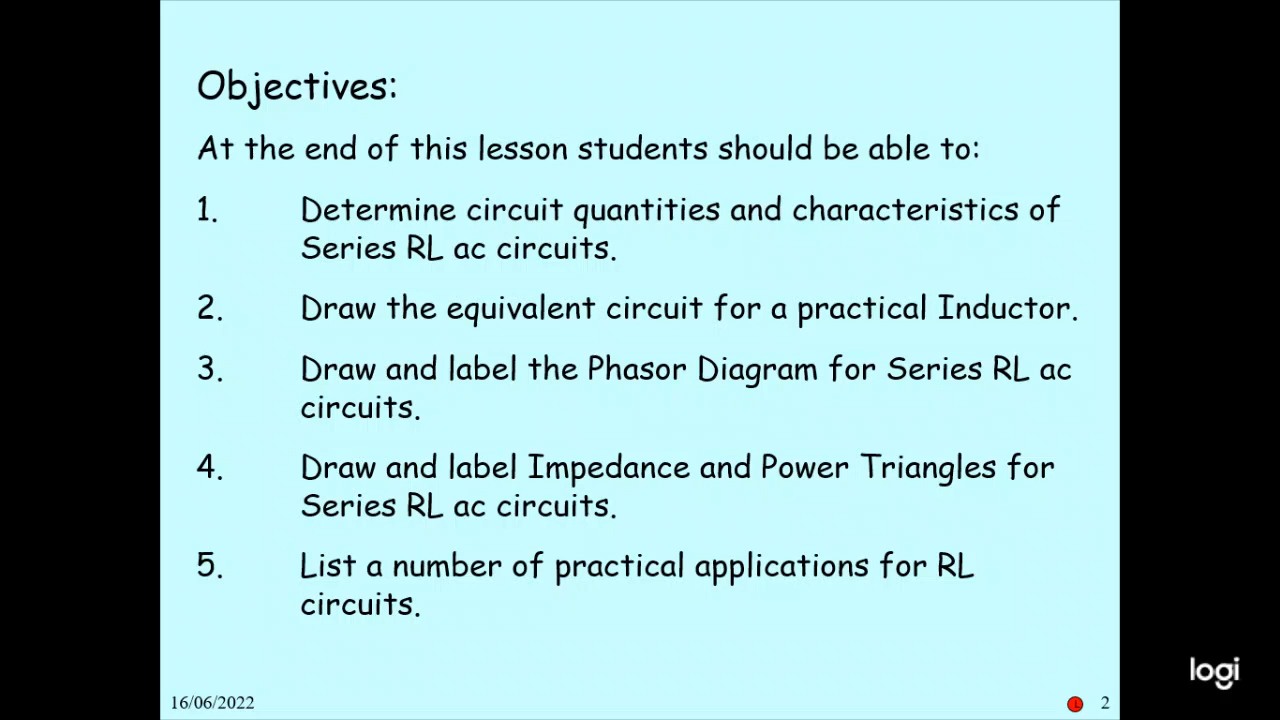 Objectives:
At the end of this lesson students should be able to:
1. Determine circuit quantities and characteristics of
Series RL ac circuits.
2. Draw the equivalent circuit for a practical Inductor.
3. Draw and label the Phasor Diagram for Series RL ac
circuits.
4. Draw and label Impedance and Power Triangles for
Series RL ac circuits.
5. List a number of practical applications for RL
circuits.
logi
16/06/2022 2